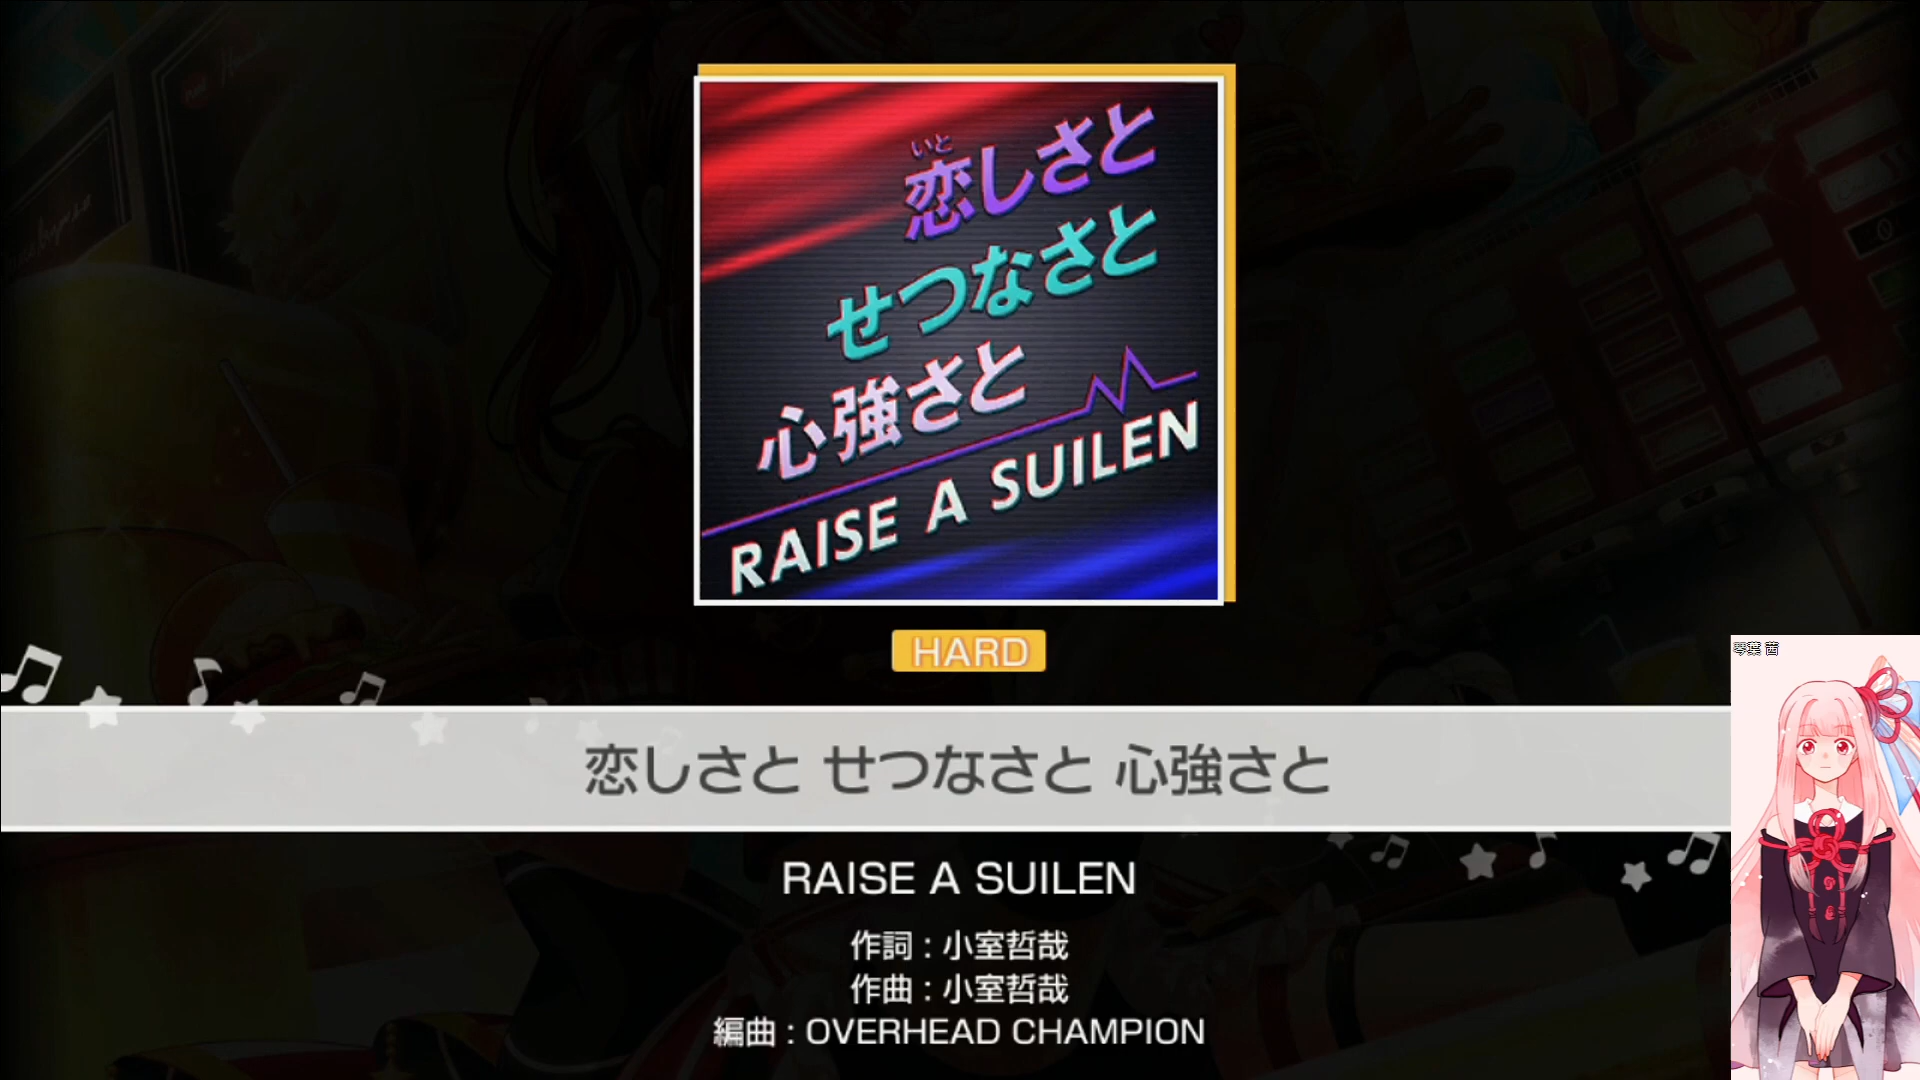 いと
恋しさと
せつなさと
心強さと
RAISE A SUILEN
HARD
琴葉 茜
恋しさと せつなさと 心強さと
RAISE A SUILEN
作詞 : 小室哲哉
作曲 : 小室哲哉
編曲 : OVERHEAD CHAMPION